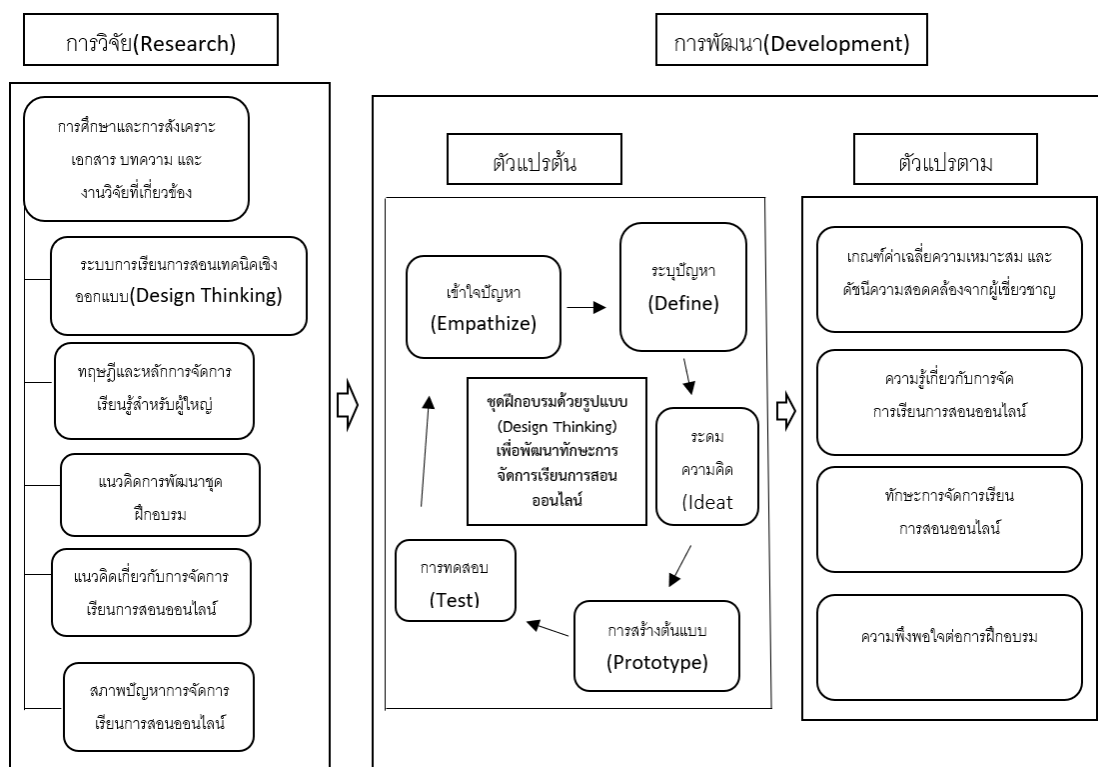 การวิจัย(Research)
การศึกษาและการสังเคราะ
เอกสาร บทความ และ
งานวิจัยที่เกี่ยวข้อง
ระบบการเรียนการสอนเทคนิคเชิง
ออกแบบ(Design Thinking)
ทฤษฎีและหลักการจัดการ
เรียนรู้สำหรับผู้ใหญ่
แนวคิดการพัฒนาชุด
ฝึกอบรม
แนวคิดเกี่ยวกับการจัดการ
เรียนการสอนออนไลน์
สภาพปัญหาการจัดการ
เรียนการสอนออนไลน์
การพัฒนา(Development)
ตัวแปรต้น
เข้าใจปัญหา
(Empathize)
ระบุปัญหา
(Define)
ระดม
ความคิด
(Ideat
การสร้างต้นแบบ
(Prototype)
การทดสอบ
(Test)
ชุดฝึกอบรมด้วยรูปแบบ
(Design Thinking)
เพื่อพัฒนาทักษะการ
จัดการเรียนการสอน
ออนไลน์
ตัวแปรตาม
เกณฑ์ค่าเฉลี่ยความเหมาะสม และ
ดัชนีความสอดคล้องจากผู้เชี่ยวชาญ
ความรู้เกี่ยวกับการจัด
การเรียนการสอนออนไลน์
ทักษะการจัดการเรียน
การสอนออนไลน์
ความพึงพอใจต่อการฝึกอบรม